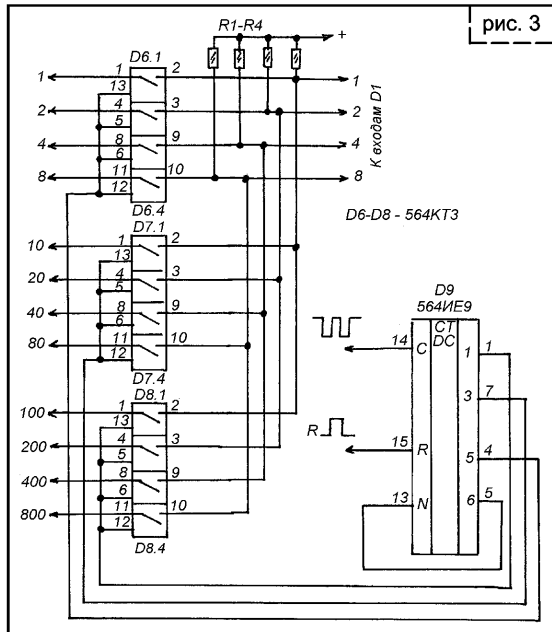 рис. 3
R1-R4
+
D6.1
1 1 2 1
13
2 4 3 2
5
4 8 9 4
6
8 11 10 8
12
К входам D1
D6.4
D6-D8 - 564КТ3
D7.1
10 1 2
13
20 4 3
5
40 8 9
6
80 11 10
12
D7.4
D9
564ИЕ9
CT
DC
14 C 1 1
3 7
R 15 R 5 4
13 N 6 5
D8.1
100 1 2
13
200 4 3
5
400 8 9
6
800 11 10
12
D8.4